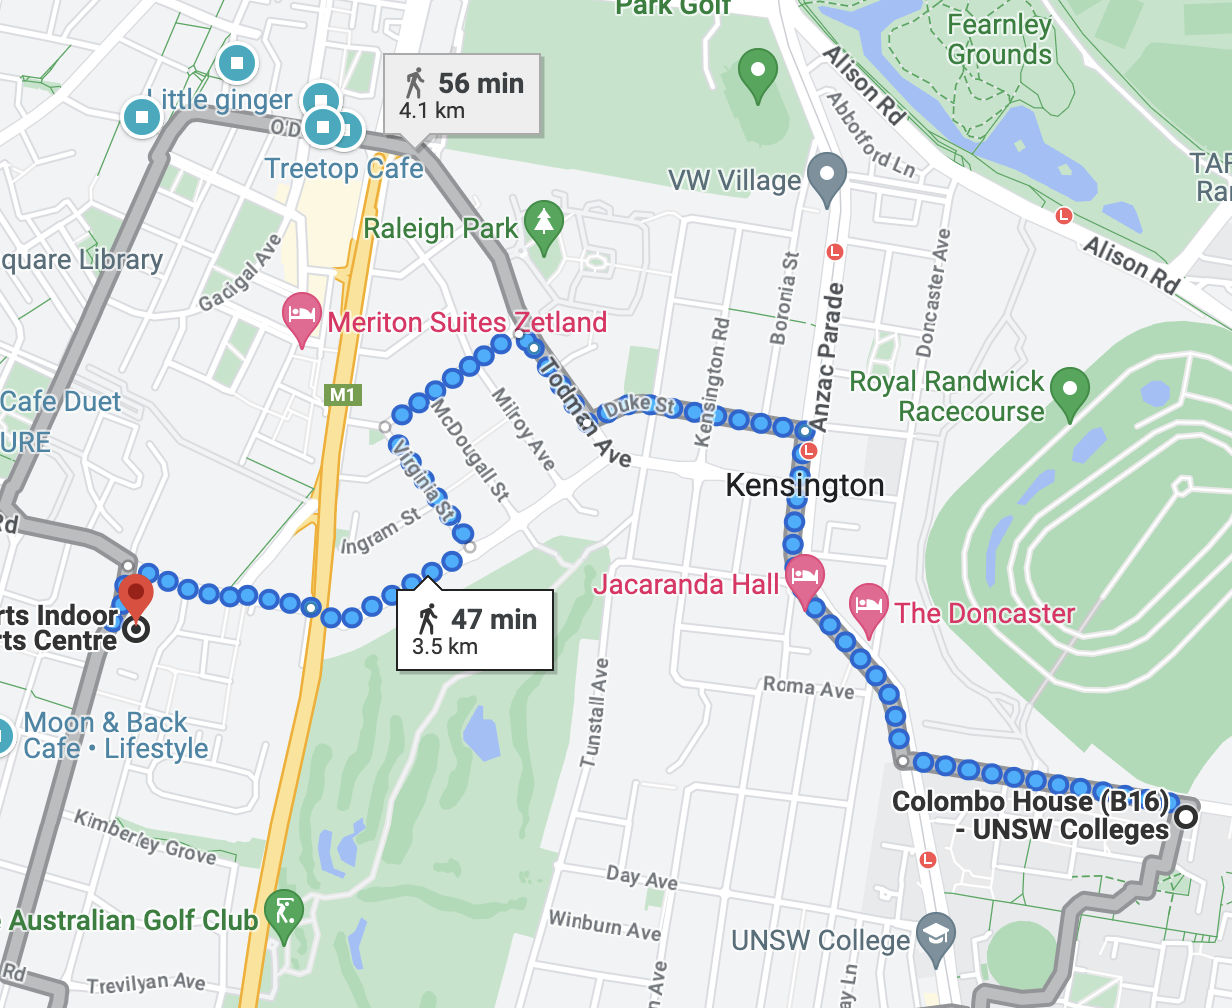 Park Golf
Fearnley
Grounds
Alison Rd
56 min
4.1 km
Little ginger
Abbotford Ln
O'D
Treetop Cafe
VW Village
TAF
Ra
Raleigh Park
L
quare Library
Gadigal Ave
Boronia St
L
Doncaster Ave
Alison Rd
Meriton Suites Zetland
Anzac Parade
Kensington Rd
M1
Todman Ave
Royal Randwick
Racecourse
Cafe Duet
URE
McDougall St
Milroy Ave
Duke St
L
Virginia St
Kensington
Rd
Ingram St
Jacaranda Hall
rts Indoor
rts Centre
47 min
3.5 km
The Doncaster
Tunstall Ave
Roma Ave
Moon & Back
Cafe • Lifestyle
Colombo House (B16)
- UNSW Colleges
Kimberley Grove
L
Day Ave
Australian Golf Club
Winburn Ave
UNSW College
Rd
Trevilyan Ave
n Ave
ay Ln